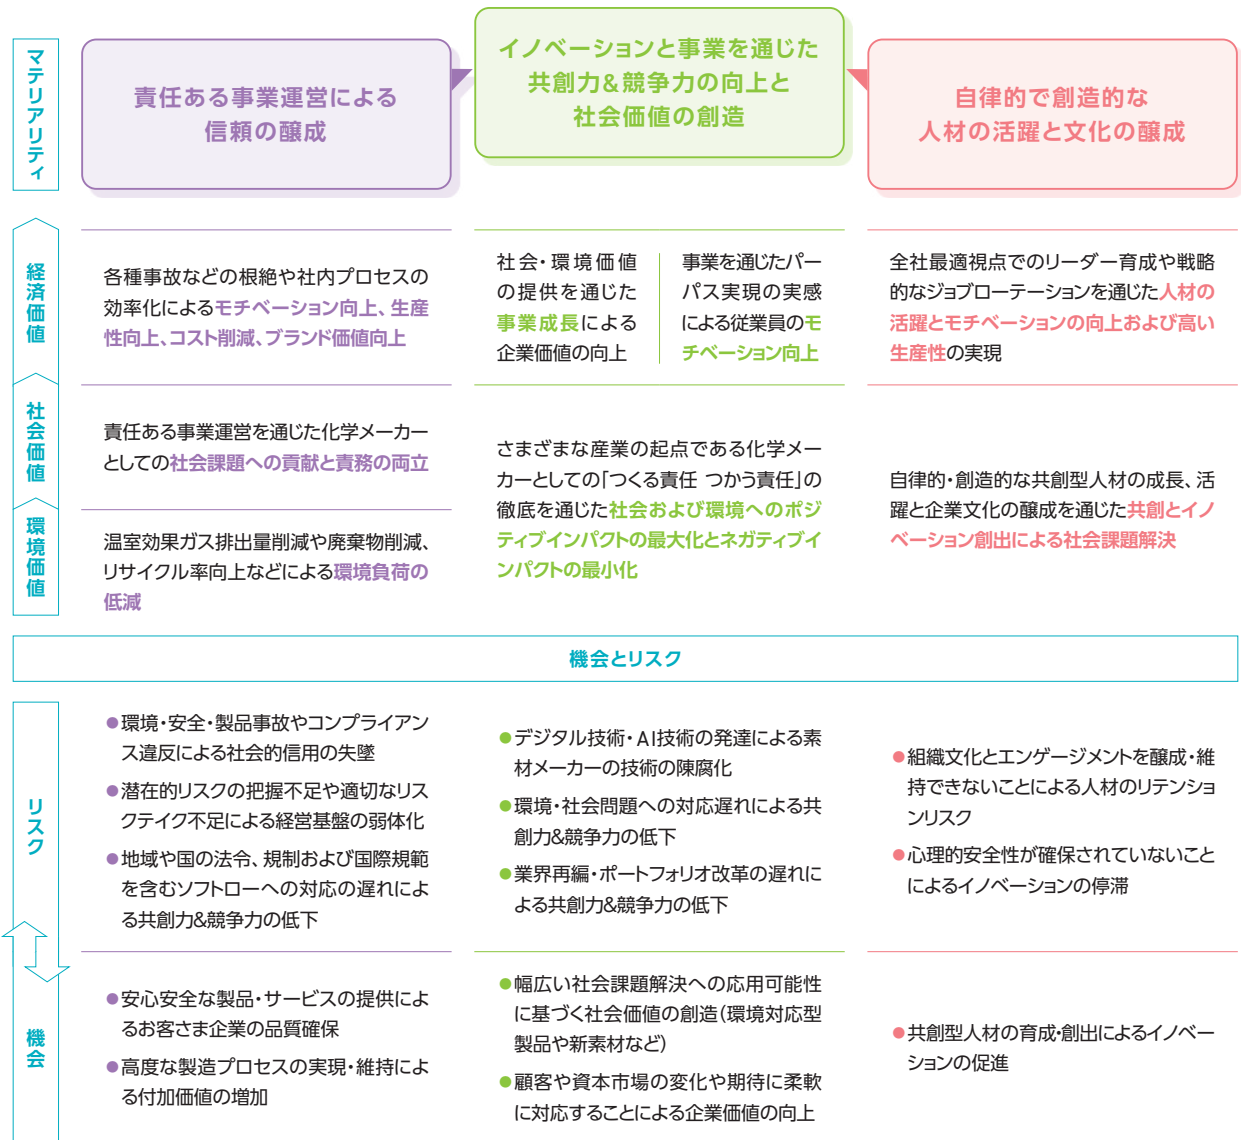 マテリアリティ
責任ある事業運営による
信頼の醸成
イノベーションと事業を通じた
共創力&競争力の向上と
社会価値の創造
自律的で創造的な
人材の活躍と文化の醸成
経済価値
各種事故などの根絶や社内プロセスの
効率化によるモチベーション向上、生産
性向上、コスト削減、ブランド価値向上
社会・環境価値
の提供を通じた
事業成長による
企業価値の向上
事業を通じたパー
パス実現の実感
による従業員のモ
チベーション向上
全社最適視点でのリーダー育成や戦略
的なジョブローテーションを通じた人材の
活躍とモチベーションの向上および高い
生産性の実現
社会価値
責任ある事業運営を通じた化学メーカー
としての社会課題への貢献と責務の両立
環境価値
温室効果ガス排出量削減や廃棄物削減、
リサイクル率向上などによる環境負荷の
低減
さまざまな産業の起点である化学メー
カーとしての「つくる責任 つかう責任」の
徹底を通じた社会および環境へのポジ
ティブインパクトの最大化とネガティブイ
ンパクトの最小化
自律的・創造的な共創型人材の成長、活
躍と企業文化の醸成を通じた共創とイノ
ベーション創出による社会課題解決
機会とリスク
リスク
●環境・安全・製品事故やコンプライアン
ス違反による社会的信用の失墜
●潜在的リスクの把握不足や適切なリス
クテイク不足による経営基盤の弱体化
●地域や国の法令、規制および国際規範
を含むソフトローへの対応の遅れによ
る共創力&競争力の低下
●デジタル技術・AI技術の発達による素
材メーカーの技術の陳腐化
●環境・社会問題への対応遅れによる共
創力&競争力の低下
●業界再編・ポートフォリオ改革の遅れに
よる共創力&競争力の低下
●組織文化とエンゲージメントを醸成・維
持できないことによる人材のリテンショ
ンリスク
●心理的安全性が確保されていないこと
によるイノベーションの停滞
機会
●安心安全な製品・サービスの提供によ
るお客さま企業の品質確保
●高度な製造プロセスの実現・維持によ
る付加価値の増加
●幅広い社会課題解決への応用可能性
に基づく社会価値の創造(環境対応型
製品や新素材など)
●顧客や資本市場の変化や期待に柔軟
に対応することによる企業価値の向上
●共創型人材の育成・創出によるイノベー
ションの促進